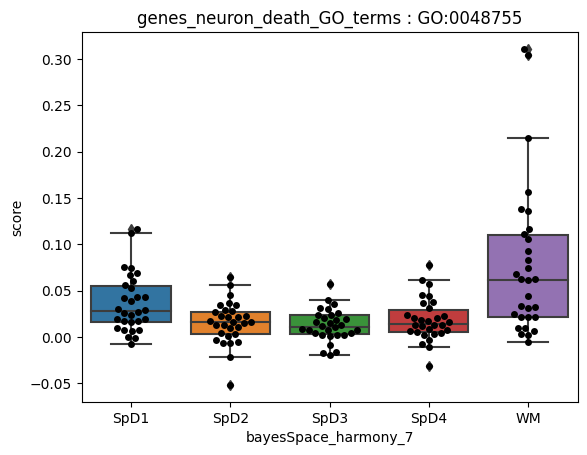 genes_neuron_death_GO_terms : GO:0048755
0.30
0.25
0.20
0.15
0.10
0.05
0.00
−0.05
score
SpD1 SpD2 SpD3 SpD4 WM
bayesSpace_harmony_7